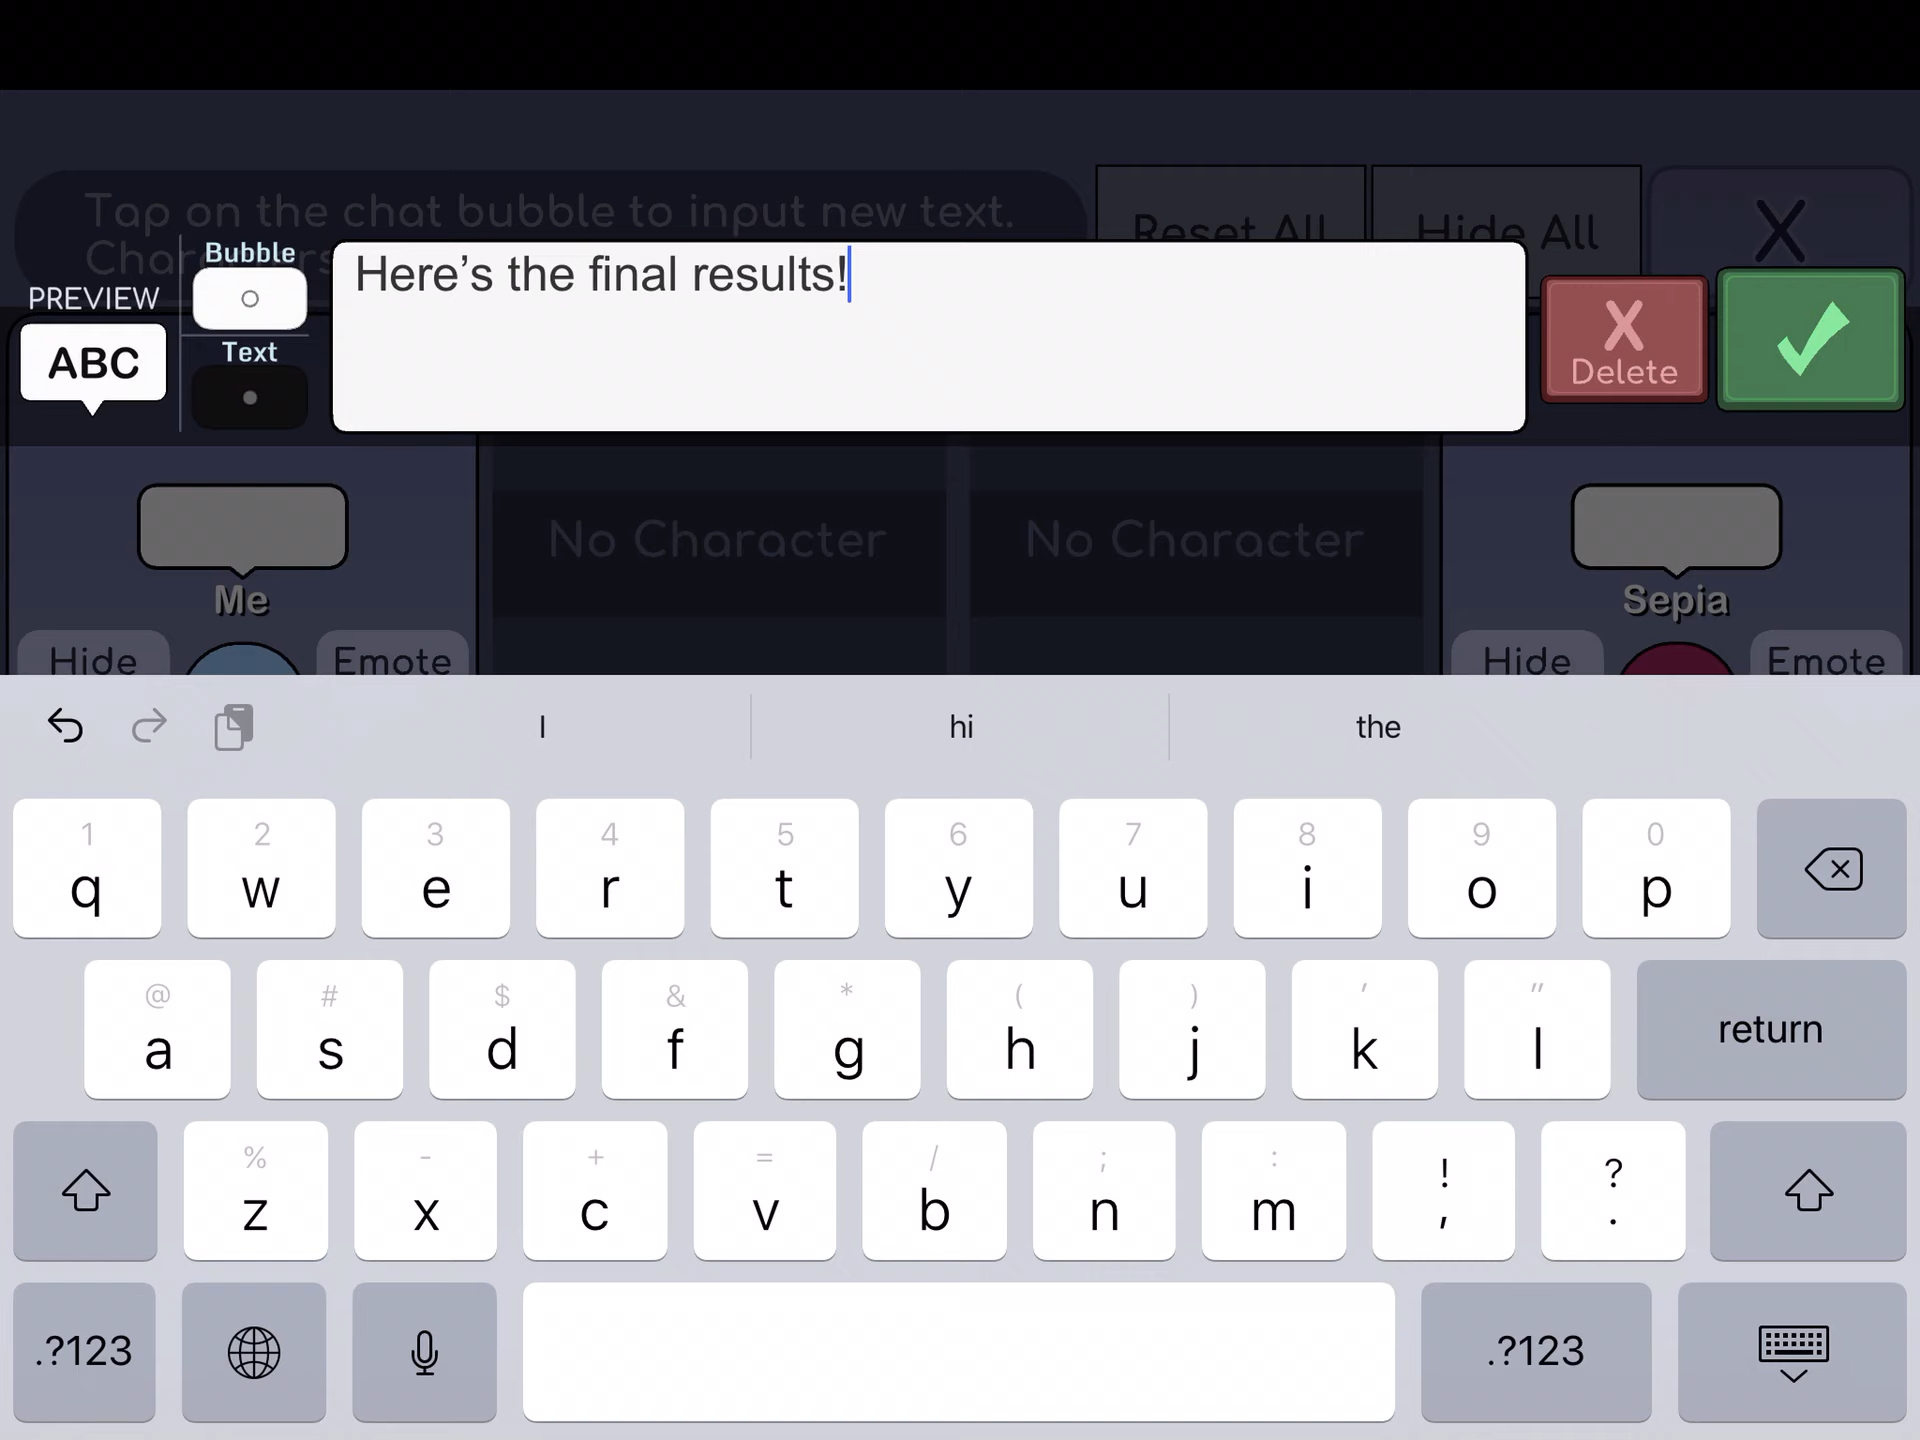 Tap on the chat bubble to input new text.
Characters
Reset All
Hide All
X
Bubble
PREVIEW
ABC
Text
Here’s the final results!
X
Delete
No Character
No Character
Me
Sepia
Hide
Emote
Hide
Emote
I
hi
the
1 2 3 4 5 6 7 8 9 0
q w e r t y u i o p
@ # $ & * ( ) ' "
a s d f g h j k l
return
% - + = / ; : ! ?
z x c v b n m , .
.?123
.?123